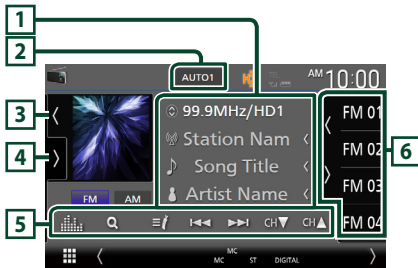 1
2
3
4
5
6
AUTO1
AM 10:00
99.9MHz/HD1
Station Nam
Song Title
Artist Name
FM 01
FM 02
FM 03
FM 04
FM AM
CH▼ CH▲
MC
MC ST DIGITAL